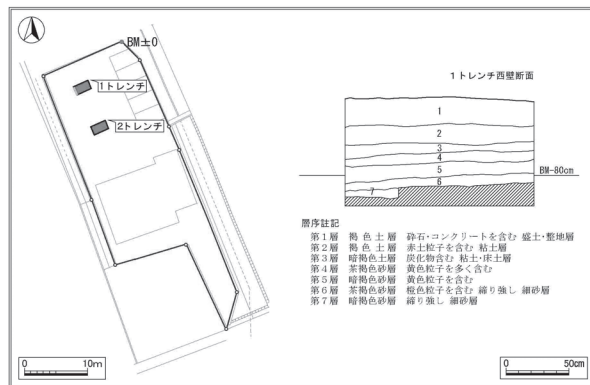 BM±0
1トレンチ
2トレンチ
0 10m
1トレンチ西壁断面
1
2
3
4
5
6
7
BM-80cm
層序註記
第1層 褐色土層 砕石・コンクリートを含む 盛土・整地層
第2層 褐色土層 赤土粒子を含む 粘土層
第3層 暗褐色土層 炭化物含む 粘土・床土層
第4層 茶褐色砂層 黄色粒子を多く含む
第5層 暗褐色砂層 黄色粒子を含む
第6層 茶褐色砂層 橙色粒子を含む 締り強し 細砂層
第7層 暗褐色砂層 締り強し 細砂層
0 50cm